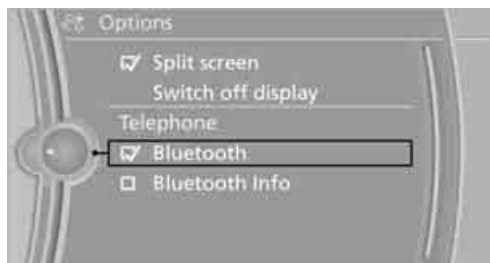 Options
Split screen
Switch off display
Telephone
Bluetooth
Bluetooth Info